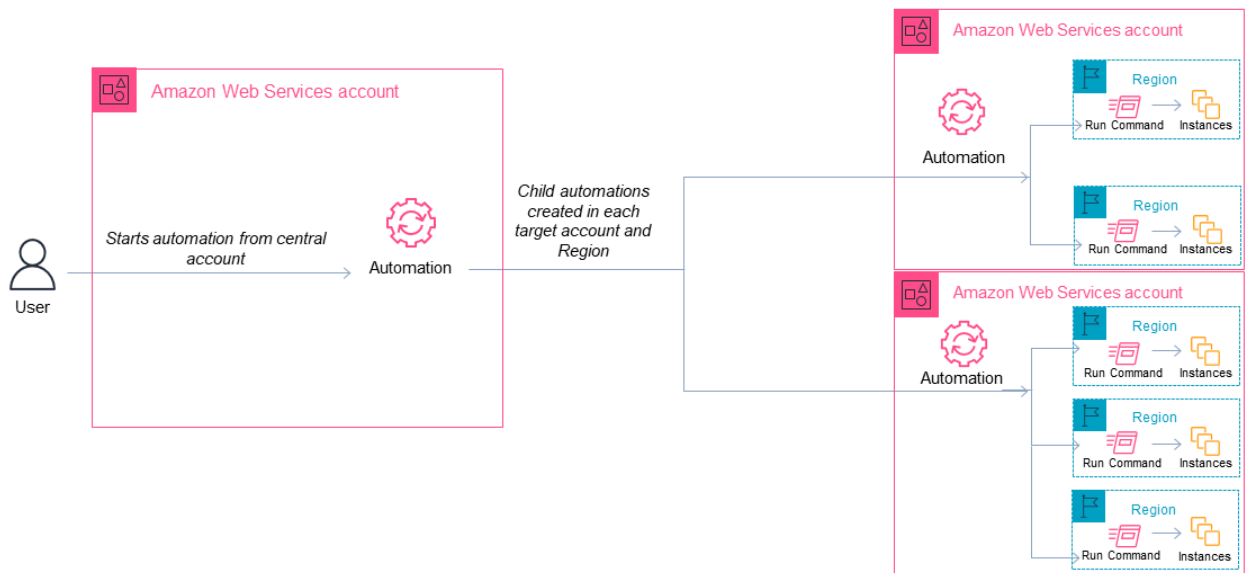 Amazon Web Services account
Starts automation from central
account
User
Automation
Child automations
created in each
target account and
Region
Amazon Web Services account
Automation
Region
Run Command
Instances
Region
Run Command
Instances
Amazon Web Services account
Automation
Region
Run Command
Instances
Region
Run Command
Instances
Region
Run Command
Instances